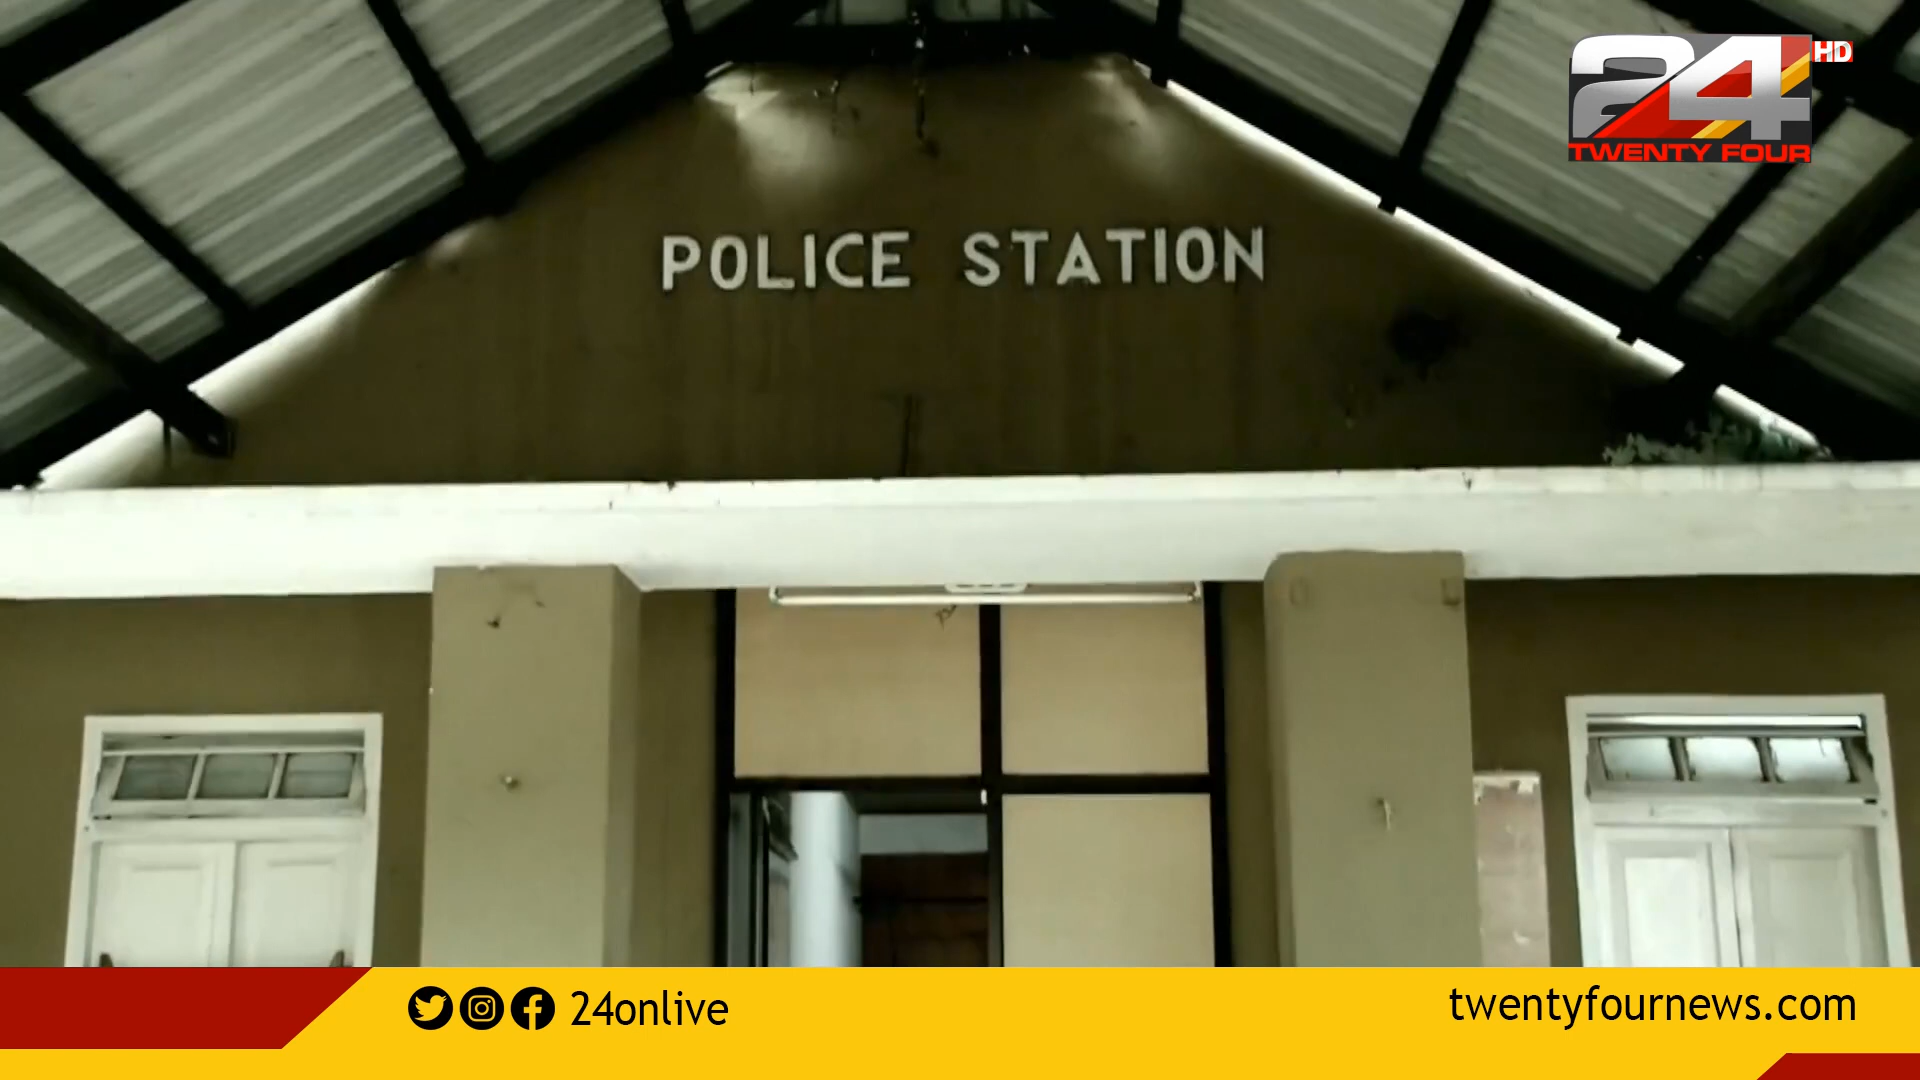 24 HD
TWENTY FOUR
POLICE STATION
24onlive
twentyfournews.com